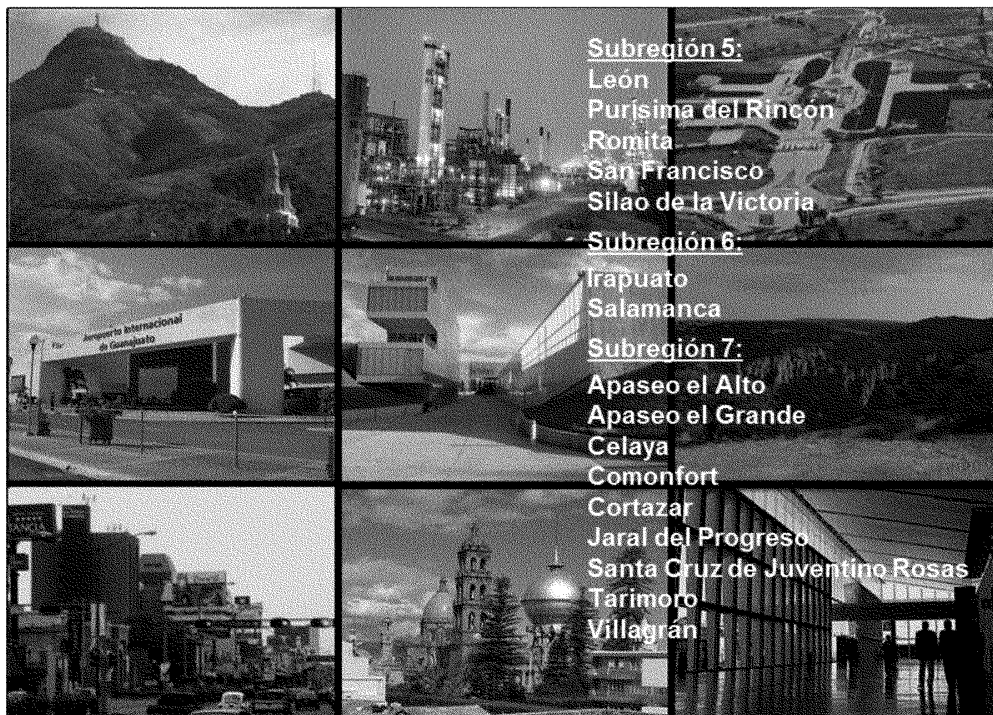 Subregión 5:
León
Purísima del Rincón
Romita
San Francisco
Silao de la Victoria
Subregión 6:
Irapuato
Salamanca
Subregión 7:
Apaseo el Alto
Apaseo el Grande
Celaya
Comonfort
Cortazar
Jaral del Progreso
Santa Cruz de Juventino Rosas
Tarimoro
Villagrán
Aeropuerto Internacional
de Guanajuato